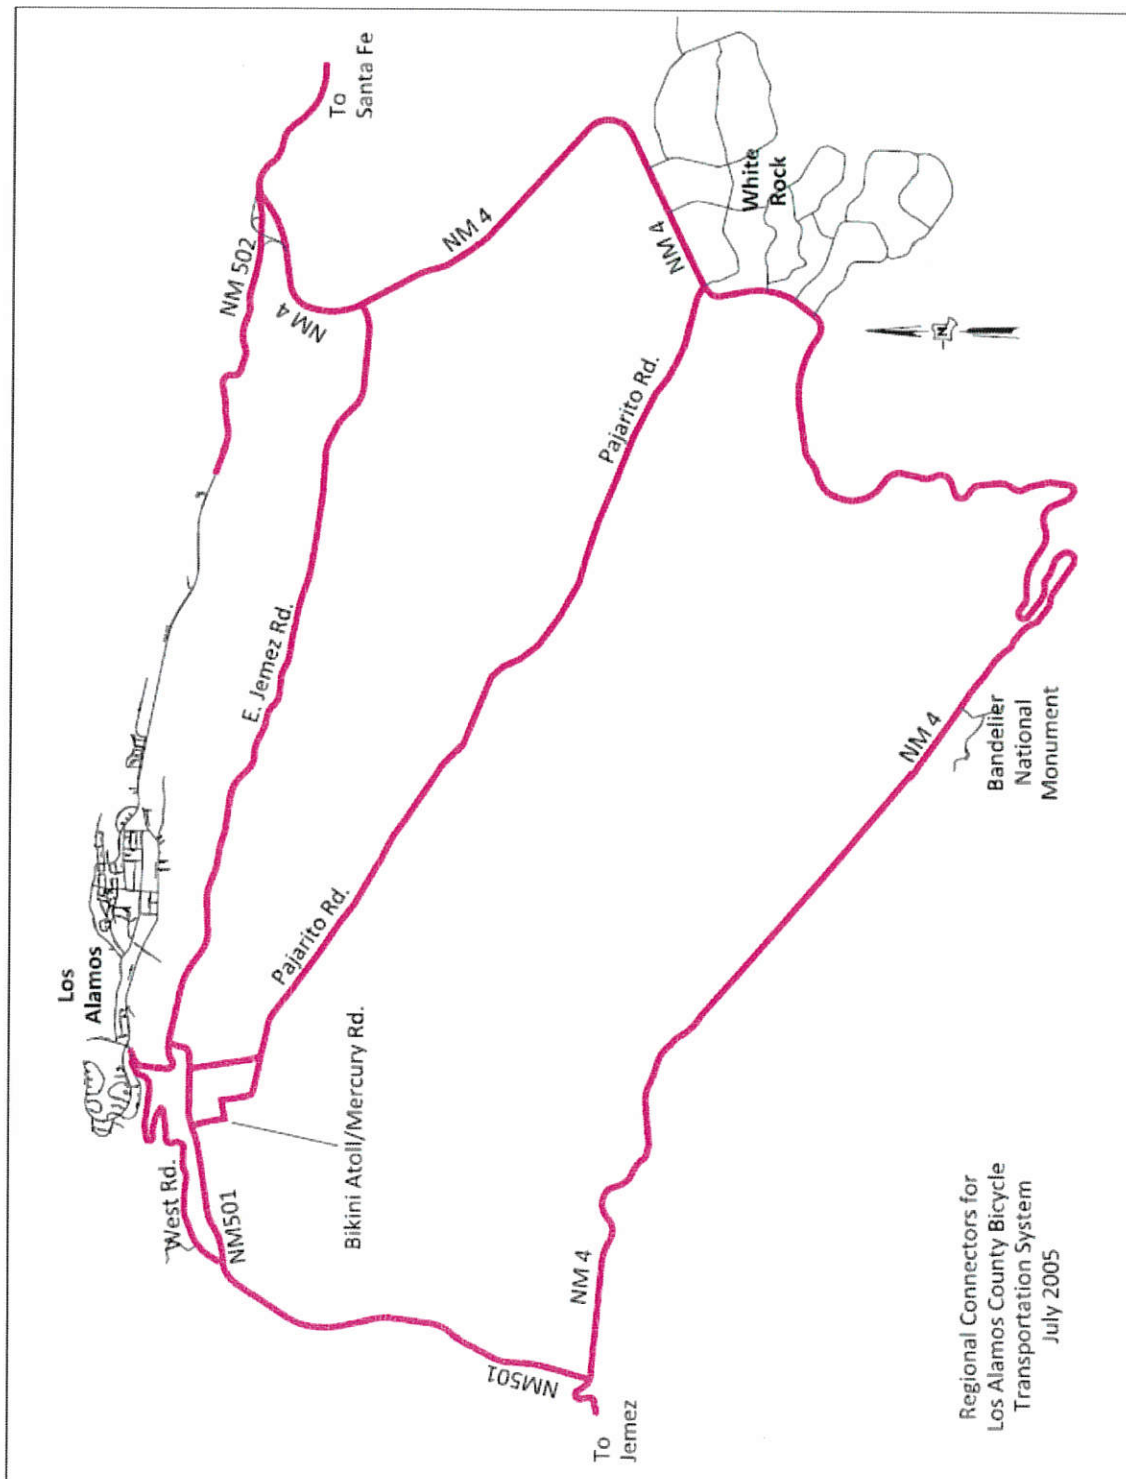 Los
Alamos
To
Santa Fe
NM 502
NM 4
E. Jemez Rd.
NM 4
West Rd.
NM501
Pajarito Rd.
Bikini Atoll/Mercury Rd.
NM 4
White
Rock
Pajarito Rd.
N
NM501
To
Jemez
NM 4
NM 4
Bandelier
National
Monument
Regional Connectors for
Los Alamos County Bicycle
Transportation System
July 2005